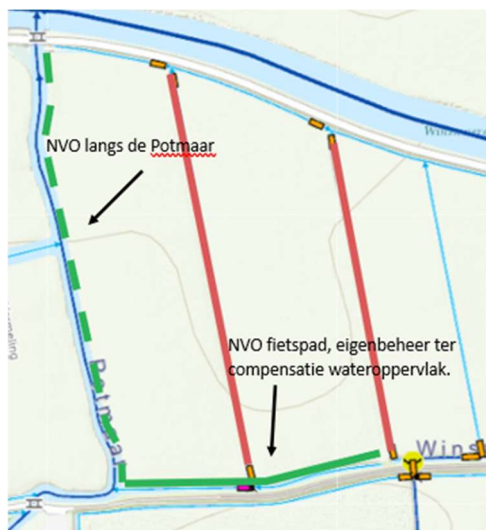 NVO langs de Potmaar
NVO fietspad, eigenbeheer ter
compensatie wateroppervlak.
Potmaar
Wins